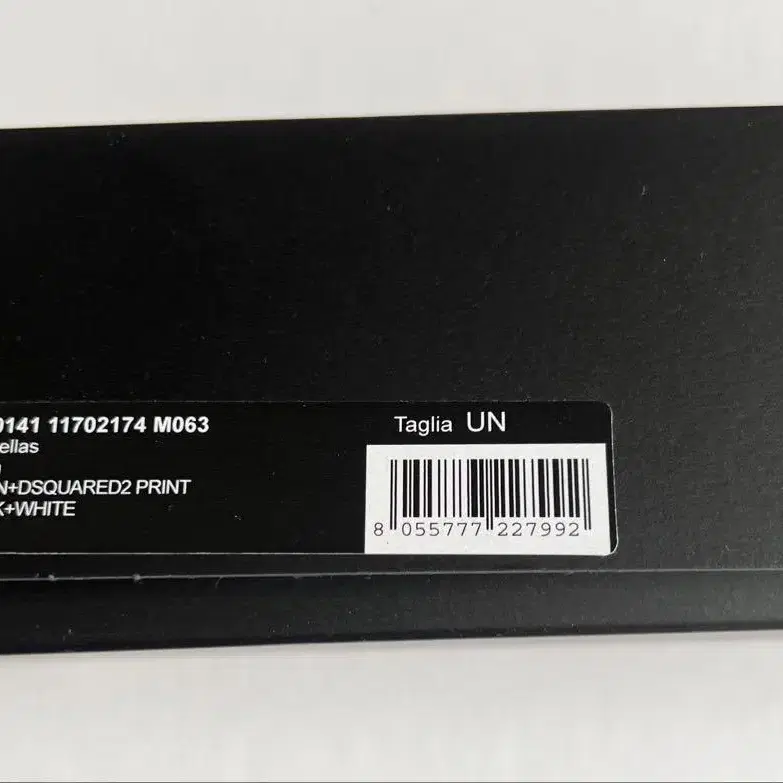 0141 11702174 M063
ellas
N+DSQUARED2 PRINT
K+WHITE
Taglia UN
8 055777 227992